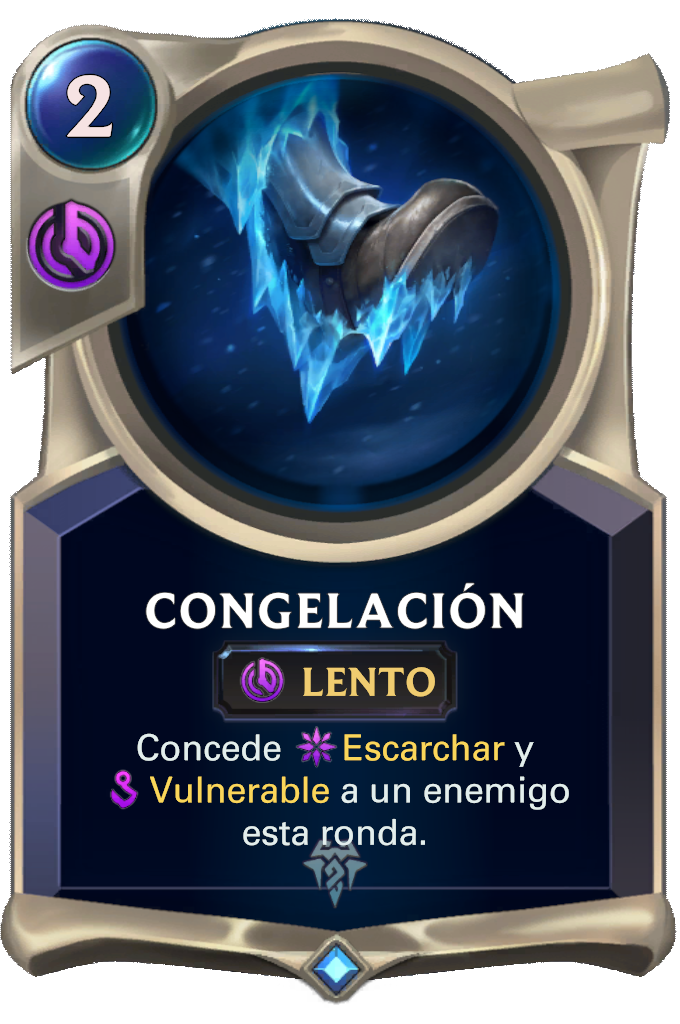 2
CONGELACIÓN
LENTO
Concede Escarchar y
Vulnerable a un enemigo
esta ronda.